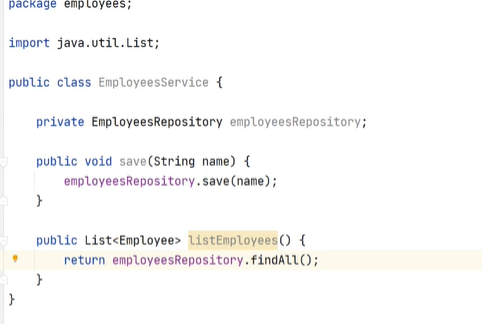 package employees;
import java.util.List;
public class EmployeesService {
private EmployeesRepository employeesRepository;
public void save(String name) {
employeesRepository.save(name);
}
public List<Employee> listEmployees() {
return employeesRepository.findAll();
}
}